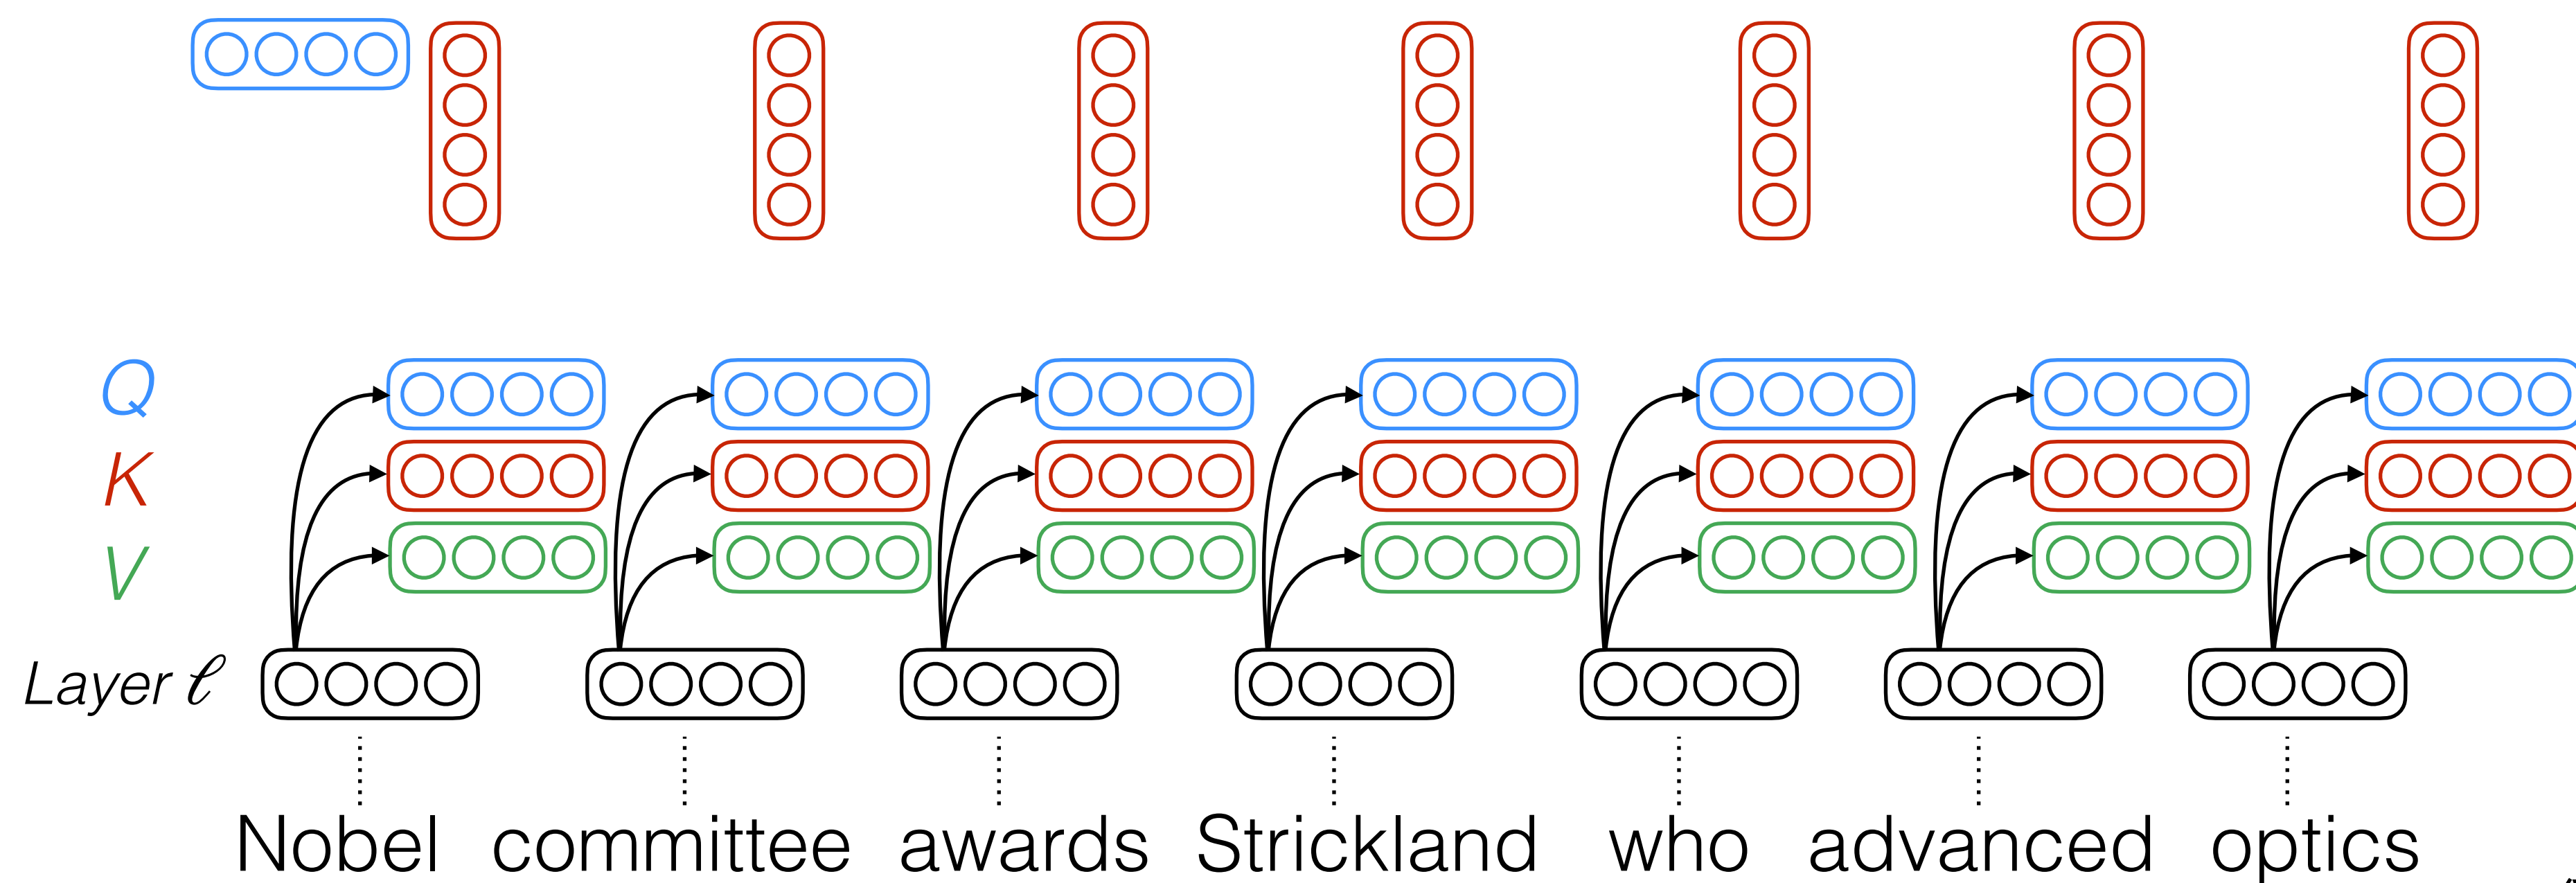 Q
K
V
Layer ℓ
Nobel committee awards Strickland who advanced optics